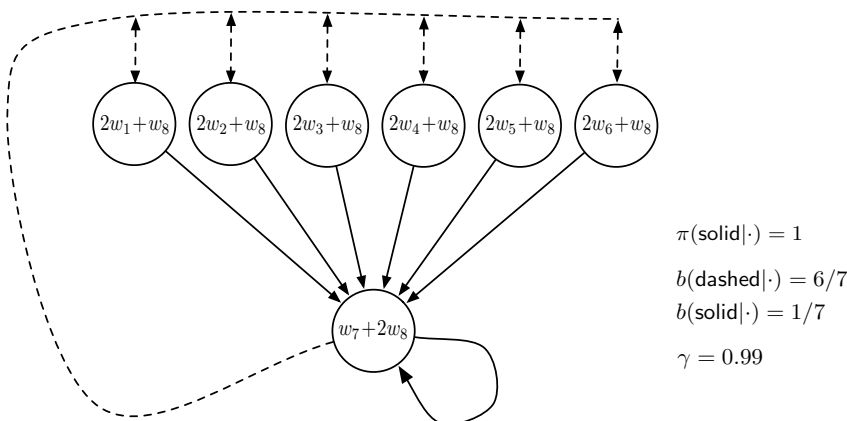 2w₁+w₈ 2w₂+w₈ 2w₃+w₈ 2w₄+w₈ 2w₅+w₈ 2w₆+w₈
π(solid|·) = 1
b(dashed|·) = 6/7
b(solid|·) = 1/7
w₇+2w₈
γ = 0.99